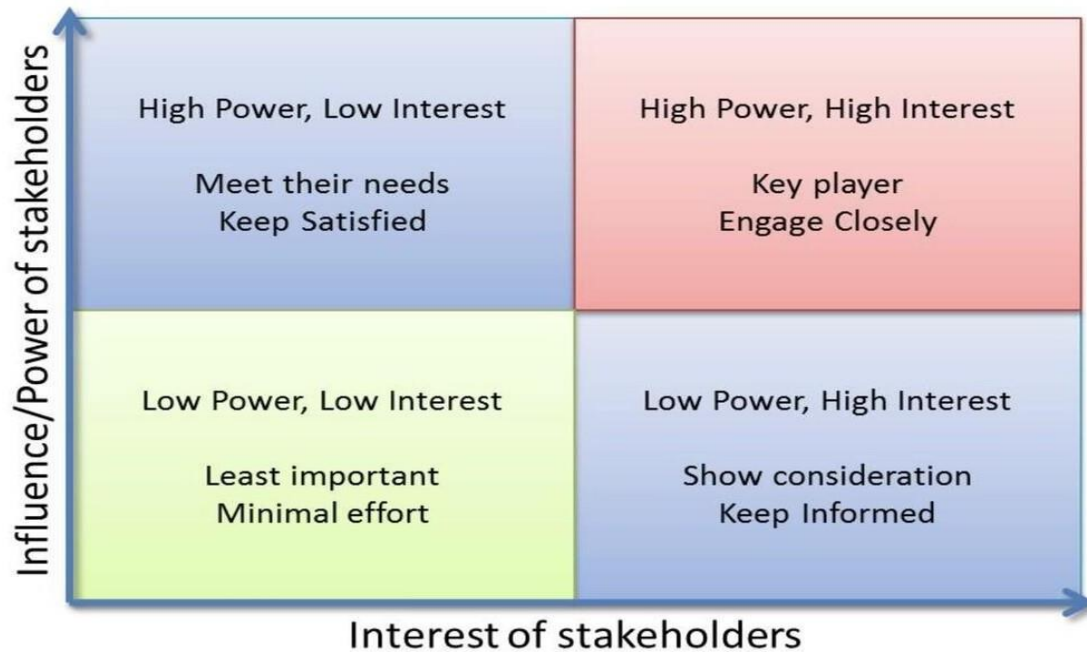 Influence/Power of stakeholders
High Power, Low Interest
Meet their needs
Keep Satisfied
High Power, High Interest
Key player
Engage Closely
Low Power, Low Interest
Least important
Minimal effort
Low Power, High Interest
Show consideration
Keep Informed
Interest of stakeholders